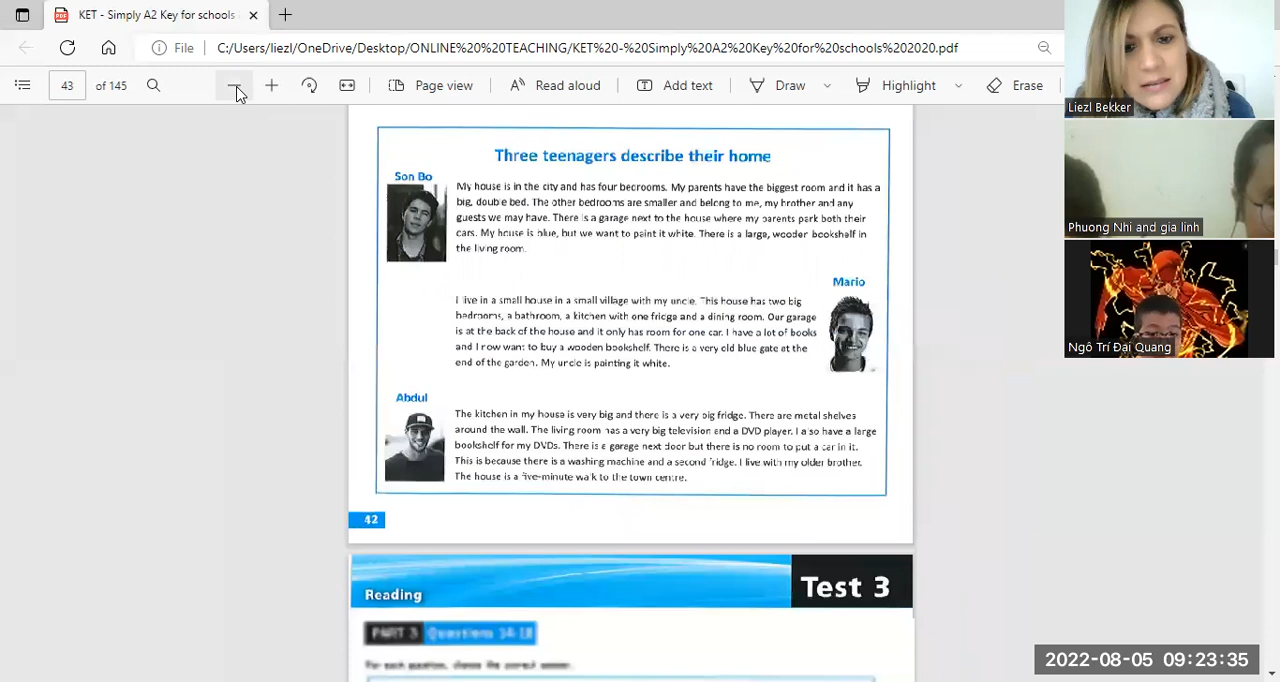 KET - Simply A2 Key for schools
File
C:/Users/liezl/OneDrive/Desktop/ONLINE%20%20TEACHING/KET%20-%20Simply%20A2%20Key%20for%20schools%202020.pdf
43 of 145
Page view
Read aloud
Add text
Draw
Highlight
Erase
Liezl Bekker
Phuong Nhi and gia linh
Ngô Trí Đại Quang
Three teenagers describe their home
Son Bo
My house is in the city and has four bedrooms. My parents have the biggest room and it has a
big, double bed. The other bedrooms are smaller and belong to me, my brother and any
guests we may have. There is a garage next to the house where my parents park both their
cars. My house is blue, but we want to paint it white. There is a large, wooden bookshelf in
the living room.
Mario
I live in a small house in a small village with my uncle. This house has two big
bedrooms, a bathroom, a kitchen with one fridge and a dining room. Our garage
is at the back of the house and it only has room for one car. I have a lot of books
and I now want to buy a wooden bookshelf. There is a very old blue gate at the
end of the garden. My uncle is painting it white.
Abdul
The kitchen in my house is very big and there is a very big fridge. There are metal shelves
around the wall. The living room has a very big television and a DVD player. I also have a large
bookshelf for my DVDs. There is a garage next door but there is no room to put a car in it.
This is because there is a washing machine and a second fridge. I live with my older brother.
The house is a five-minute walk to the town centre.
42
Reading
Test 3
PART 3 Questions 14-18
For each question, choose the correct answer.
2022-08-05 09:23:35